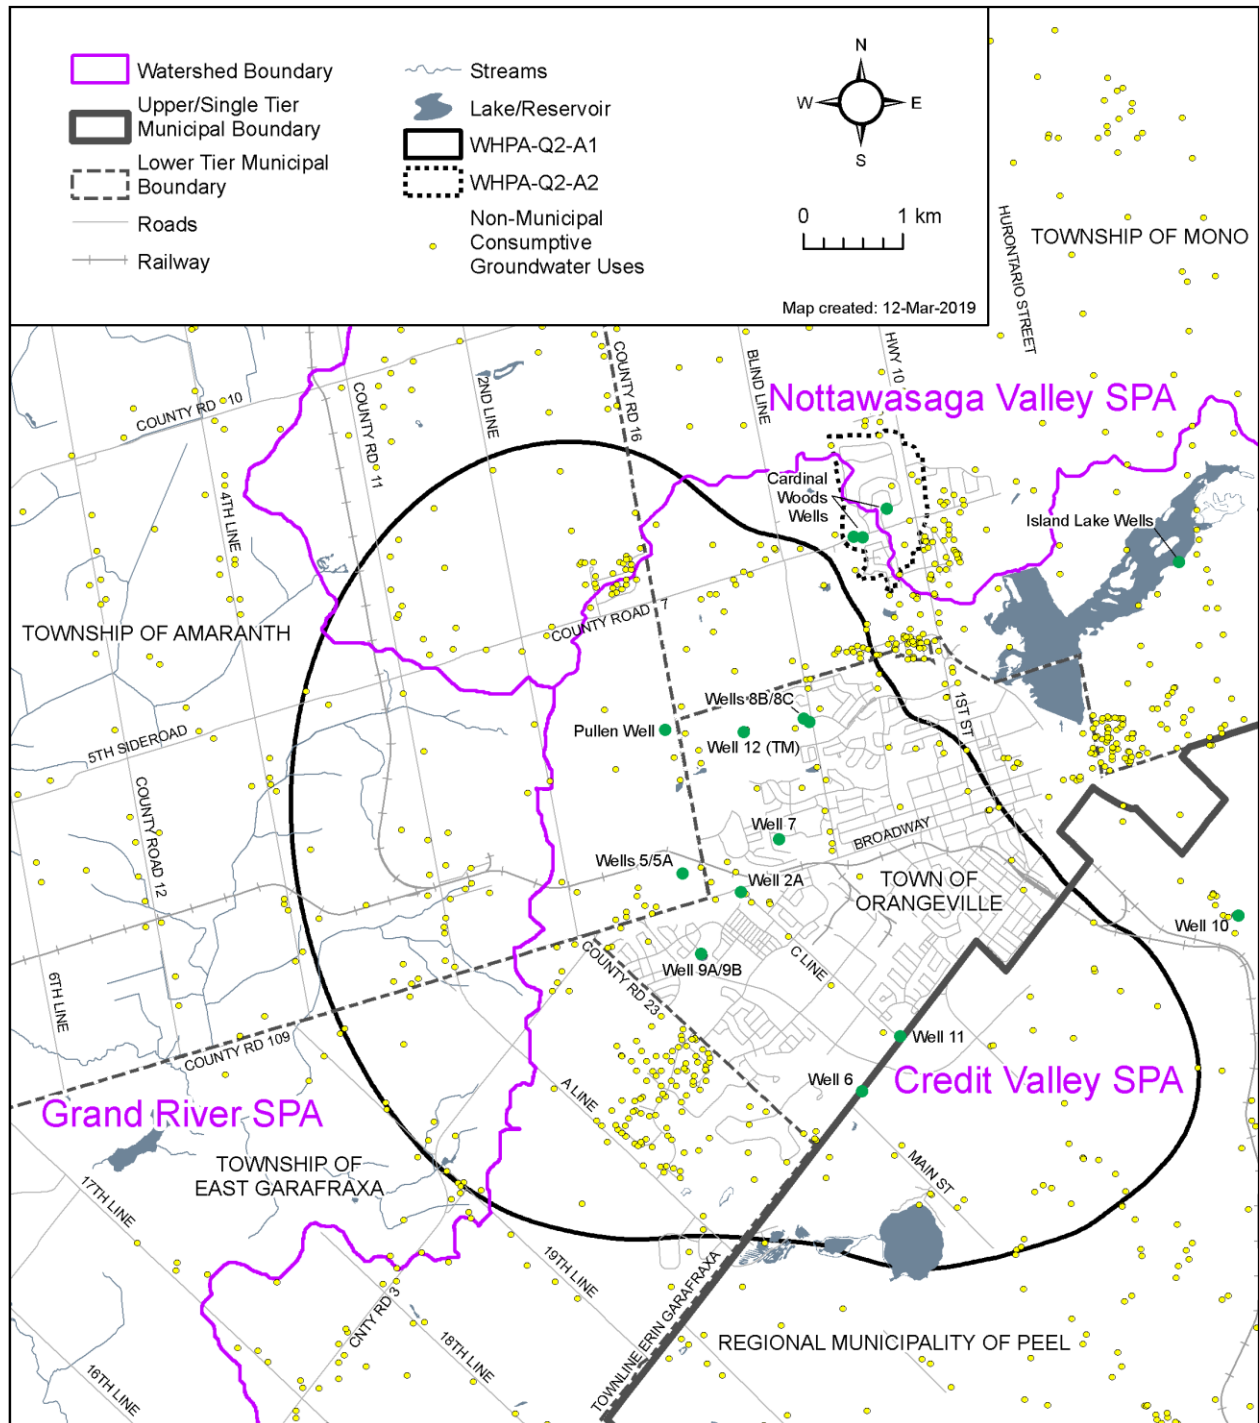 Watershed Boundary
Upper/Single Tier
Municipal Boundary
Lower Tier Municipal
Boundary
Roads
Railway
Streams
Lake/Reservoir
WHPA-Q2-A1
WHPA-Q2-A2
Non-Municipal
Consumptive
Groundwater Uses
N
W
E
S
0 1 km
Map created: 12-Mar-2019
HURONTARIO STREET
TOWNSHIP OF MONO
COUNTY RD 10
COUNTY RD 11
2ND LINE
COUNTY RD 16
BLIND LINE
HWY 10
Nottawasaga Valley SPA
4TH LINE
Cardinal
Woods
Wells
Island Lake Wells
TOWNSHIP OF AMARANTH
COUNTY ROAD 7
5TH SIDEROAD
Wells 8B/8C
1ST ST
Pullen Well
Well 12 (TM)
COUNTY ROAD 12
Well 7
BROADWAY
Wells 5/5A
Well 2A
TOWN OF
ORANGEVILLE
Well 10
6TH LINE
Well 9A/9B
COUNTY RD 23
C LINE
COUNTY RD 109
Well 11
Well 6
Credit Valley SPA
Grand River SPA
A LINE
TOWNSHIP OF
EAST GARAFRAXA
MAIN ST
17TH LINE
19TH LINE
CNTY RD 3
TOWNLINE ERIN GARAFRAXA
18TH LINE
16TH LINE
REGIONAL MUNICIPALITY OF PEEL